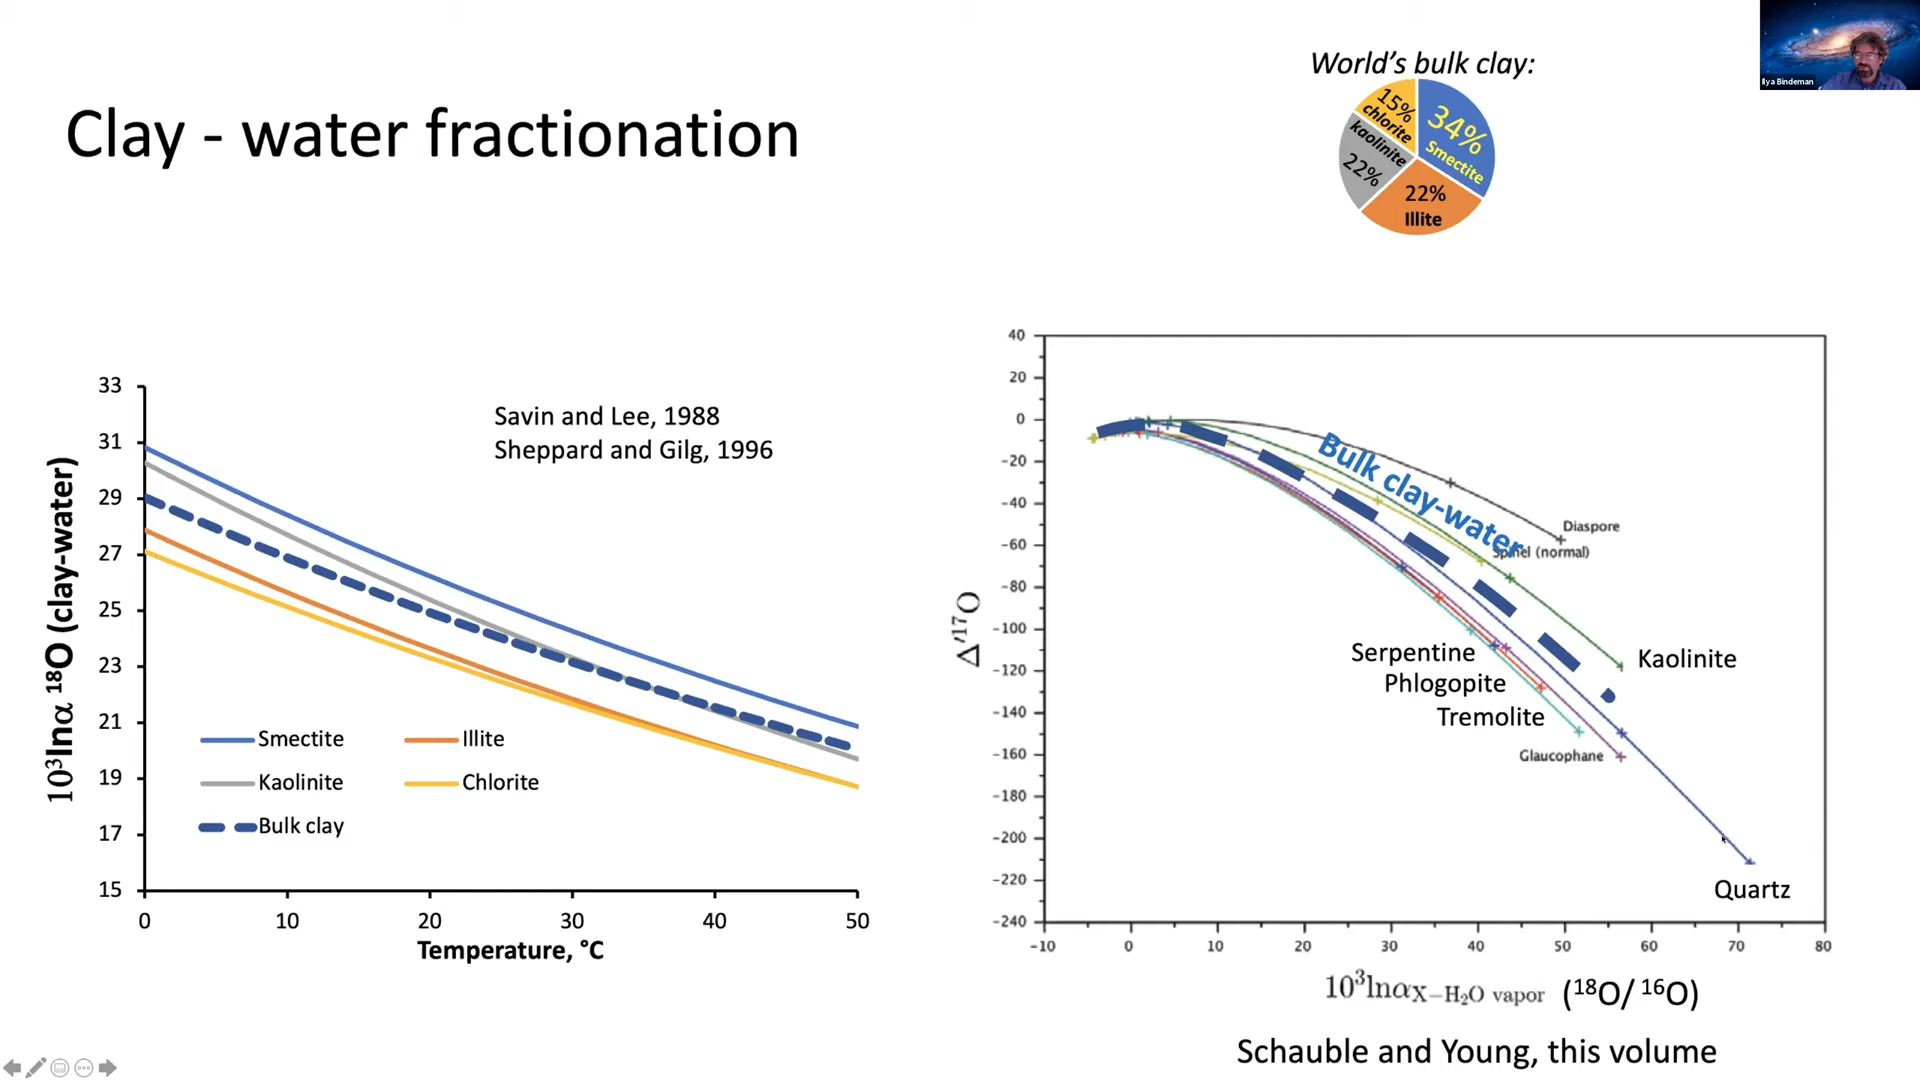 Clay - water fractionation
World's bulk clay:
15%
chlorite
34%
Smectite
kaolinite
22%
22%
Illite
Ilya Bindeman
33
31
29
27
25
23
21
19
17
15
10³lnα ¹⁸O (clay-water)
Savin and Lee, 1988
Sheppard and Gilg, 1996
Smectite
Illite
Kaolinite
Chlorite
Bulk clay
0
10
20
30
40
50
Temperature, °C
40
20
0
-20
-40
-60
-80
-100
-120
-140
-160
-180
-200
-220
-240
Δ′¹⁷O
Bulk clay-water
Diaspore
Spinel (normal)
Kaolinite
Serpentine
Phlogopite
Tremolite
Glaucophane
Quartz
-10
0
10
20
30
40
50
60
70
80
10³lnαX−H₂O vapor (¹⁸O/ ¹⁶O)
Schauble and Young, this volume